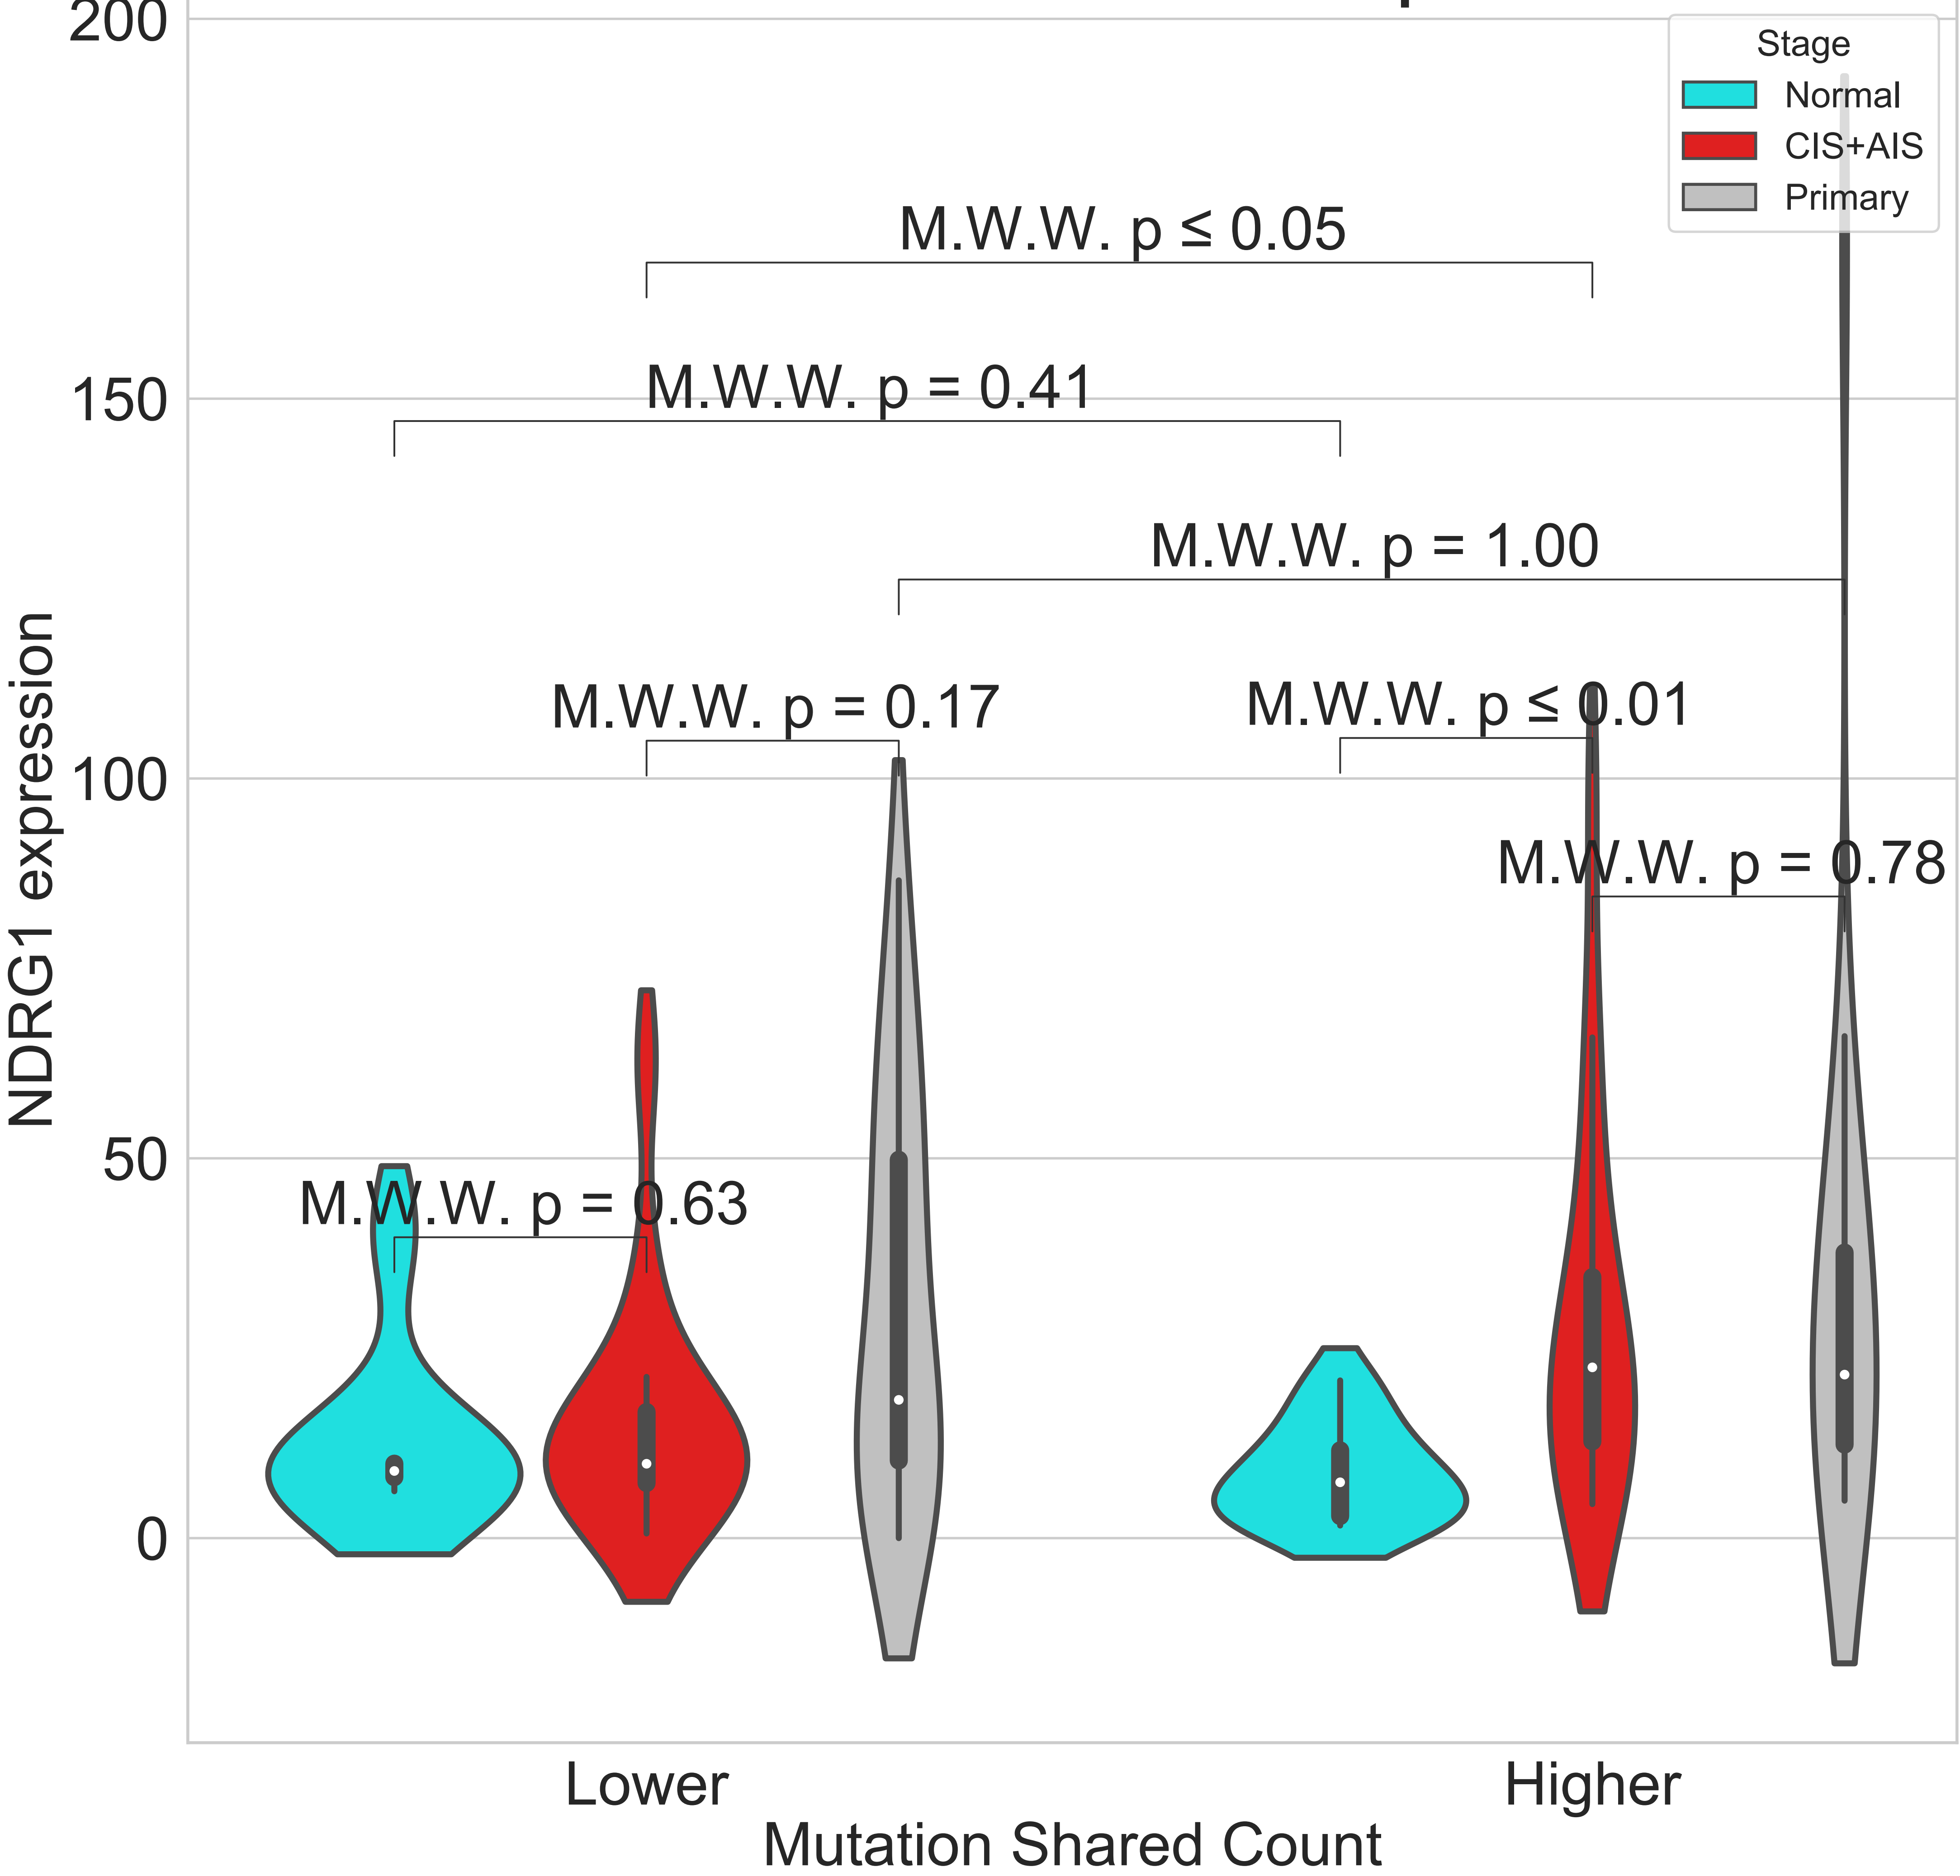 200
Stage
Normal
CIS+AIS
Primary
M.W.W. p ≤ 0.05
M.W.W. p = 0.41
150
M.W.W. p = 1.00
M.W.W. p = 0.17
M.W.W. p ≤ 0.01
100
M.W.W. p = 0.78
NDRG1 expression
50
M.W.W. p = 0.63
0
Lower
Higher
Mutation Shared Count